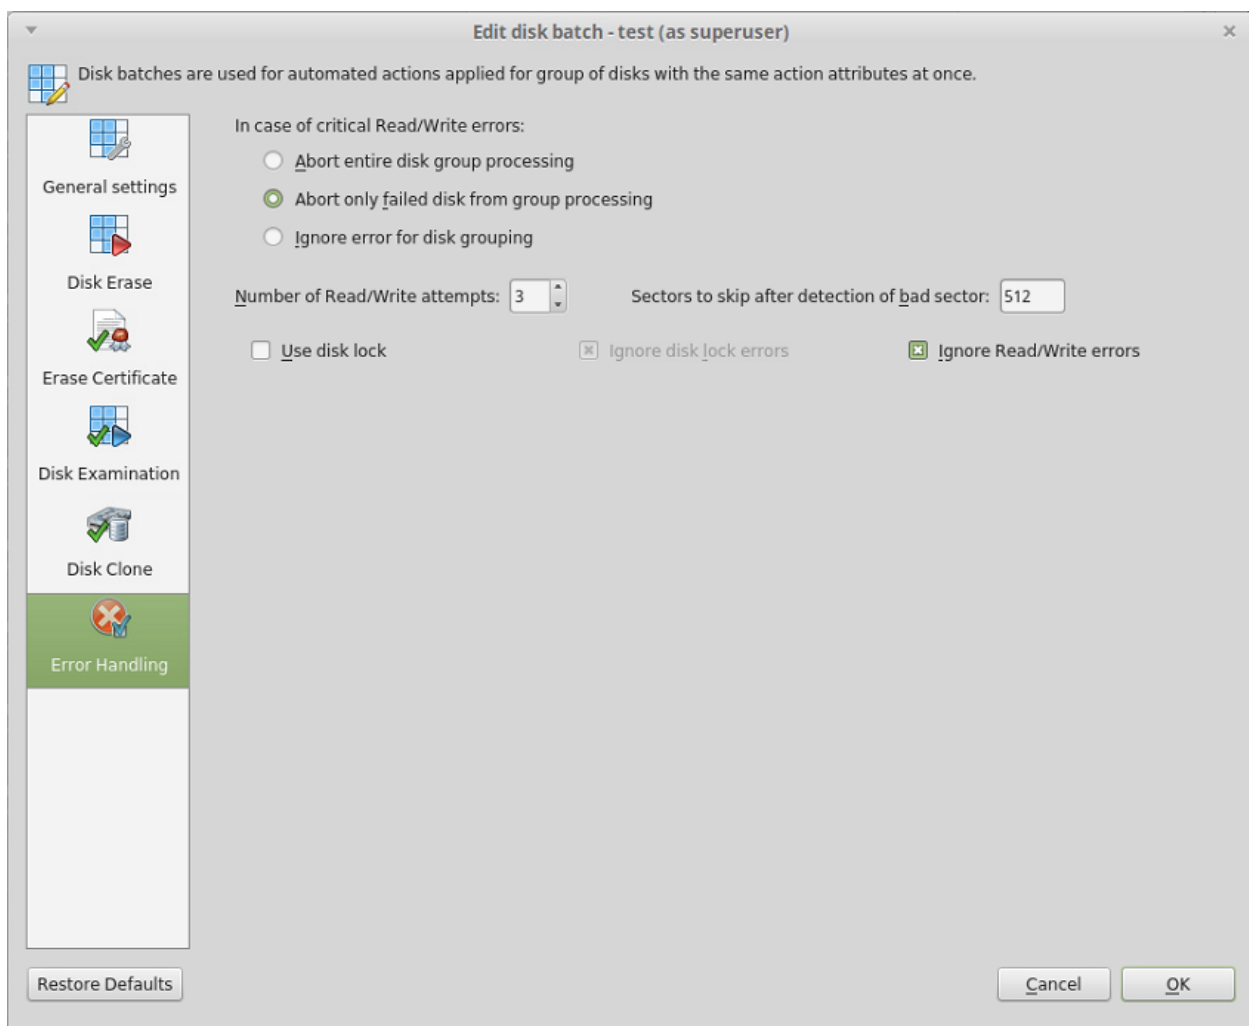 Edit disk batch - test (as superuser)
Disk batches are used for automated actions applied for group of disks with the same action attributes at once.
General settings
Disk Erase
Erase Certificate
Disk Examination
Disk Clone
Error Handling
In case of critical Read/Write errors:
Abort entire disk group processing
Abort only failed disk from group processing
Ignore error for disk grouping
Number of Read/Write attempts: 3 Sectors to skip after detection of bad sector: 512
Use disk lock Ignore disk lock errors Ignore Read/Write errors
Restore Defaults Cancel OK